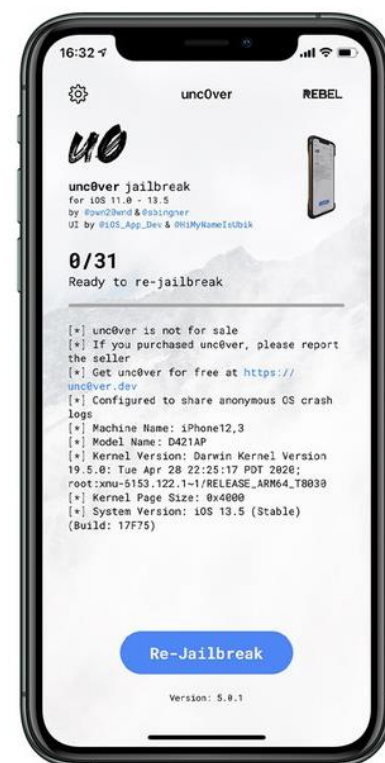 16:32
unc0ver
REBEL
u0
unc0ver jailbreak
for iOS 11.0 - 13.5
by @pwn20wnd & @sbingner
UI by @iOS_App_Dev & @HiMyNameIsUbik
0/31
Ready to re-jailbreak
[*] unc0ver is not for sale
[*] If you purchased unc0ver, please report
the seller
[*] Get unc0ver for free at https://
unc0ver.dev
[*] Configured to share anonymous OS crash
logs
[*] Machine Name: iPhone12,3
[*] Model Name: D421AP
[*] Kernel Version: Darwin Kernel Version
19.5.0: Tue Apr 28 22:25:17 PDT 2020;
root:xnu-6153.122.1~1/RELEASE_ARM64_T8030
[*] Kernel Page Size: 0x4000
[*] System Version: iOS 13.5 (Stable)
(Build: 17F75)
Re-Jailbreak
Version: 5.0.1